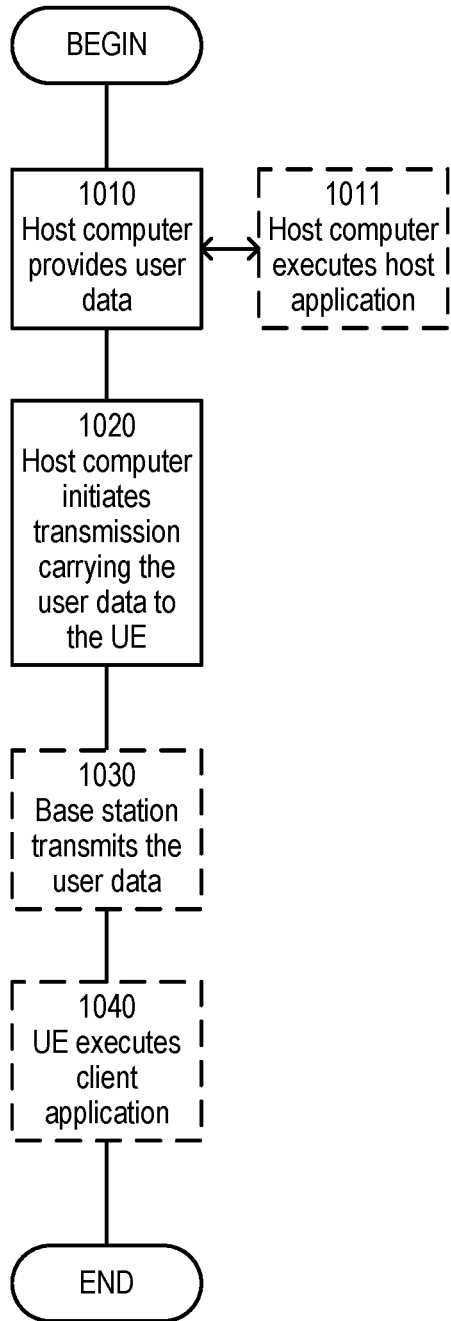 BEGIN
1010
Host computer
provides user
data
1011
Host computer
executes host
application
1020
Host computer
initiates
transmission
carrying the
user data to
the UE
1030
Base station
transmits the
user data
1040
UE executes
client
application
END